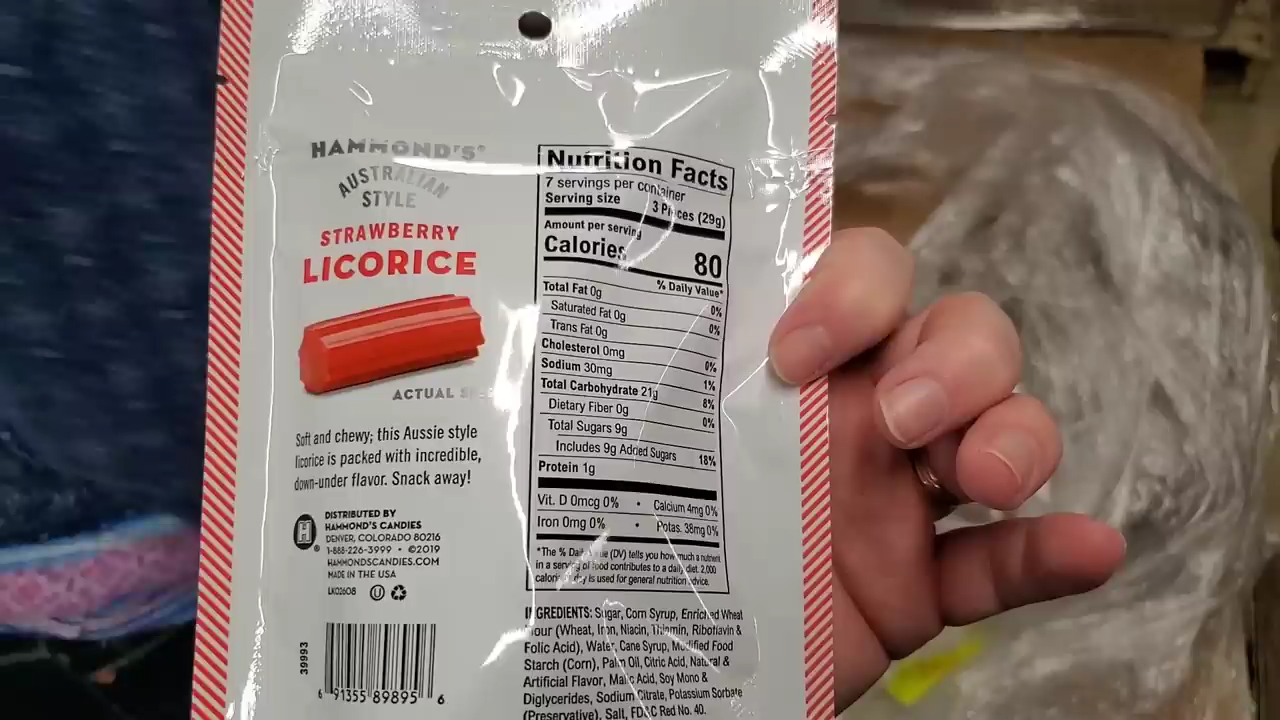 HAMMOND'S®
AUSTRALIAN
STYLE
STRAWBERRY
LICORICE
ACTUAL
Soft and chewy; this Aussie style
licorice is packed with incredible,
down-under flavor. Snack away!
H®
DISTRIBUTED BY
HAMMOND'S CANDIES
DENVER, COLORADO 80216
1-888-226-3999 • ©2019
HAMMONDSCANDIES.COM
MADE IN THE USA
LK02608 U
39993
6 91355 89895 6
Nutrition Facts
7 servings per container
Serving size 3 Pieces (29g)
Amount per serving
Calories 80
% Daily Value*
Total Fat 0g 0%
Saturated Fat 0g 0%
Trans Fat 0g
Cholesterol 0mg 0%
Sodium 30mg 1%
Total Carbohydrate 21g 8%
Dietary Fiber 0g 0%
Total Sugars 9g
Includes 9g Added Sugars 18%
Protein 1g
Vit. D 0mcg 0% • Calcium 4mg 0%
Iron 0mg 0% • Potas. 38mg 0%
*The % Daily Value (DV) tells you how much a nutrient
in a serving of food contributes to a daily diet. 2,000
calories a day is used for general nutrition advice.
INGREDIENTS: Sugar, Corn Syrup, Enriched Wheat
Flour (Wheat, Iron, Niacin, Thiamin, Riboflavin &
Folic Acid), Water, Cane Syrup, Modified Food
Starch (Corn), Palm Oil, Citric Acid, Natural &
Artificial Flavor, Malic Acid, Soy Mono &
Diglycerides, Sodium Citrate, Potassium Sorbate
(Preservative), Salt, FD&C Red No. 40.